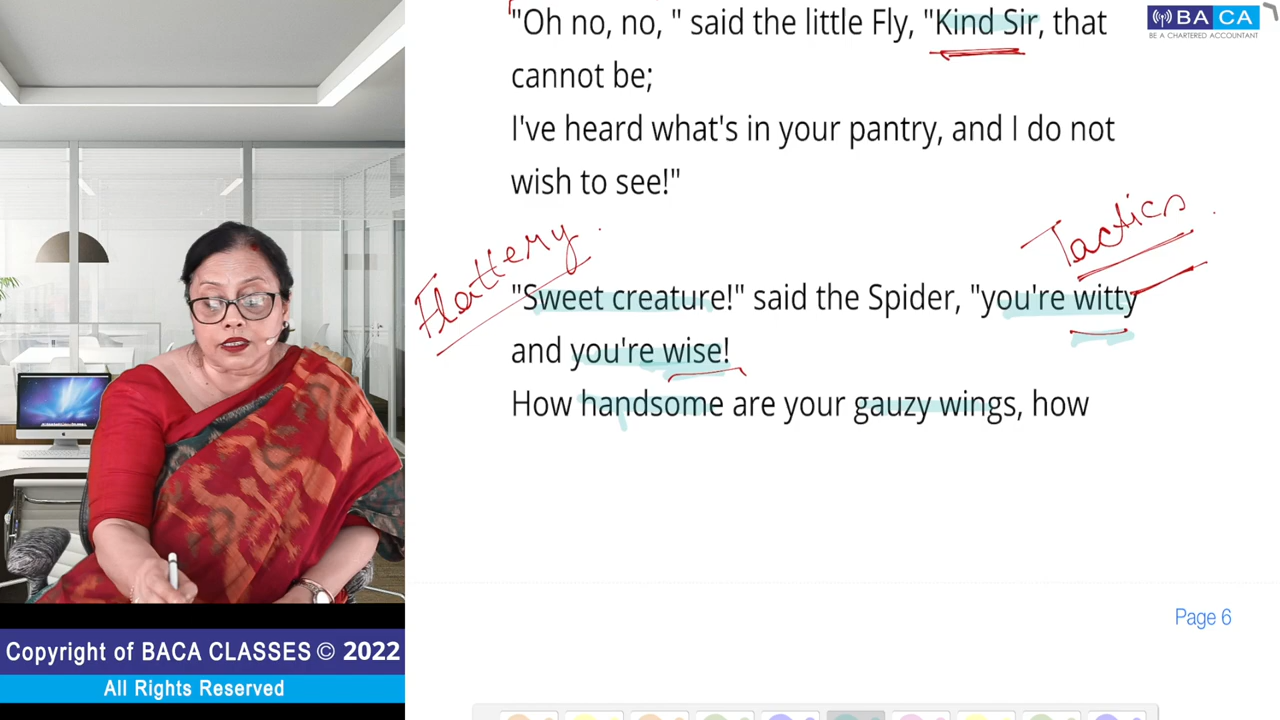 "Oh no, no, " said the little Fly, "Kind Sir, that
cannot be;
I've heard what's in your pantry, and I do not
wish to see!"
Flattery
Tactics
"Sweet creature!" said the Spider, "you're witty
and you're wise!
How handsome are your gauzy wings, how
Page 6
BACA
BE A CHARTERED ACCOUNTANT
Copyright of BACA CLASSES © 2022
All Rights Reserved